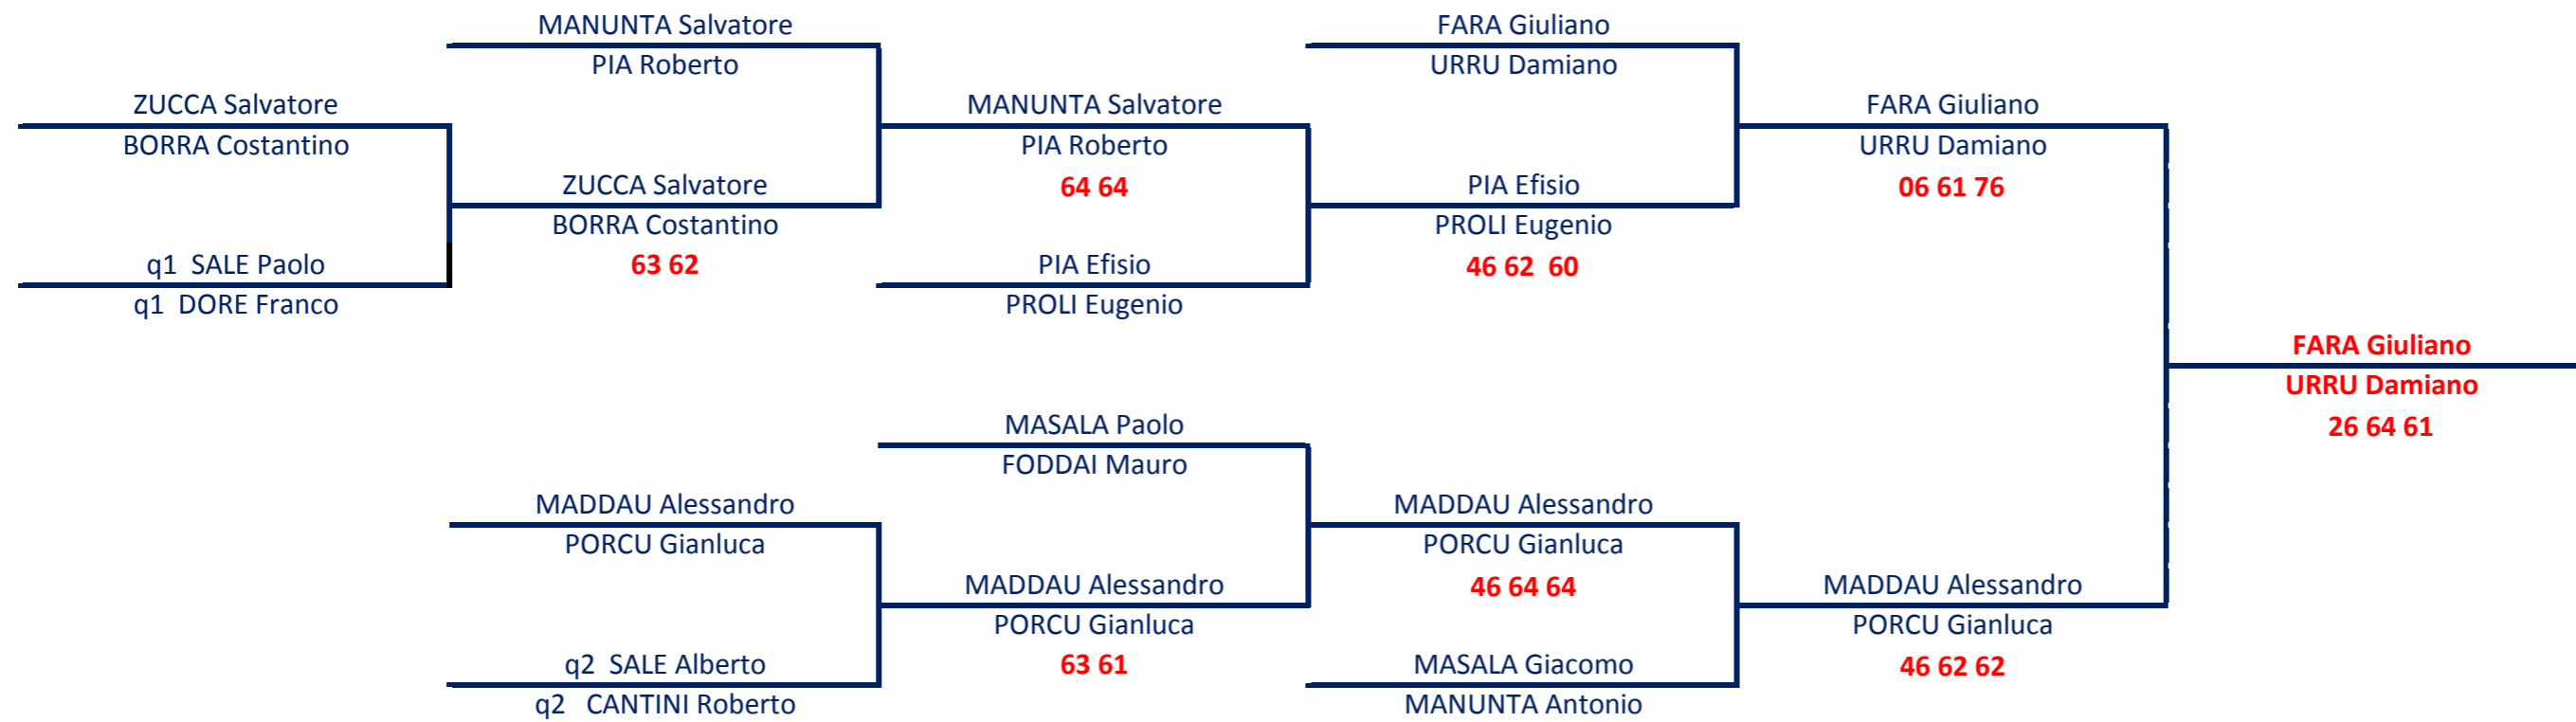 MANUNTA Salvatore
FARA Giuliano
PIA Roberto
URRU Damiano
ZUCCA Salvatore
MANUNTA Salvatore
FARA Giuliano
BORRA Costantino
PIA Roberto
URRU Damiano
ZUCCA Salvatore
64 64
PIA Efisio
06 61 76
BORRA Costantino
PROLI Eugenio
q1 SALE Paolo
63 62
PIA Efisio
46 62 60
q1 DORE Franco
PROLI Eugenio
FARA Giuliano
URRU Damiano
MASALA Paolo
26 64 61
FODDAI Mauro
MADDAU Alessandro
MADDAU Alessandro
PORCU Gianluca
PORCU Gianluca
MADDAU Alessandro
46 64 64
MADDAU Alessandro
PORCU Gianluca
PORCU Gianluca
q2 SALE Alberto
63 61
MASALA Giacomo
46 62 62
q2 CANTINI Roberto
MANUNTA Antonio